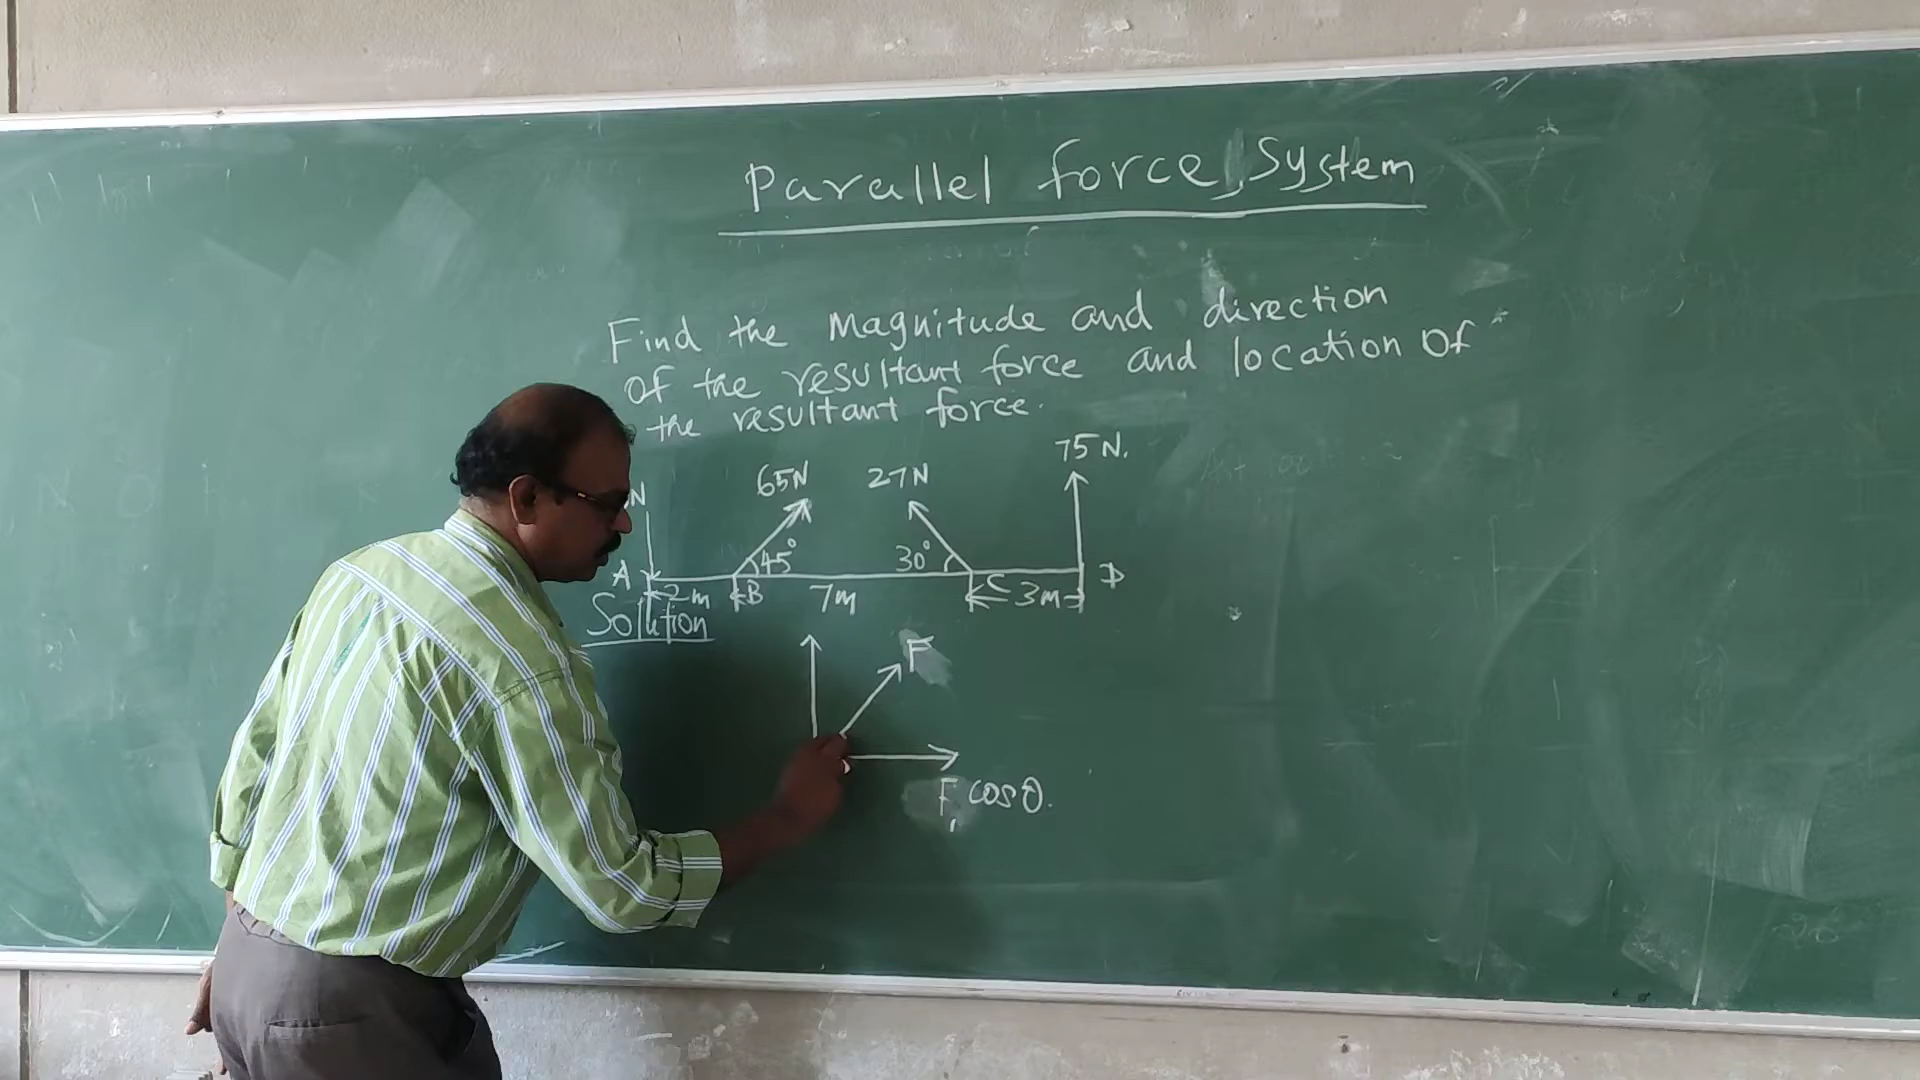 Parallel force System
Find the Magnitude and direction
of the resultant force and location of
the resultant force.
75 N.
65N 27N
N
45° 30°
A D
2m B 7m C 3m
Solution
F
F₁ cosθ.